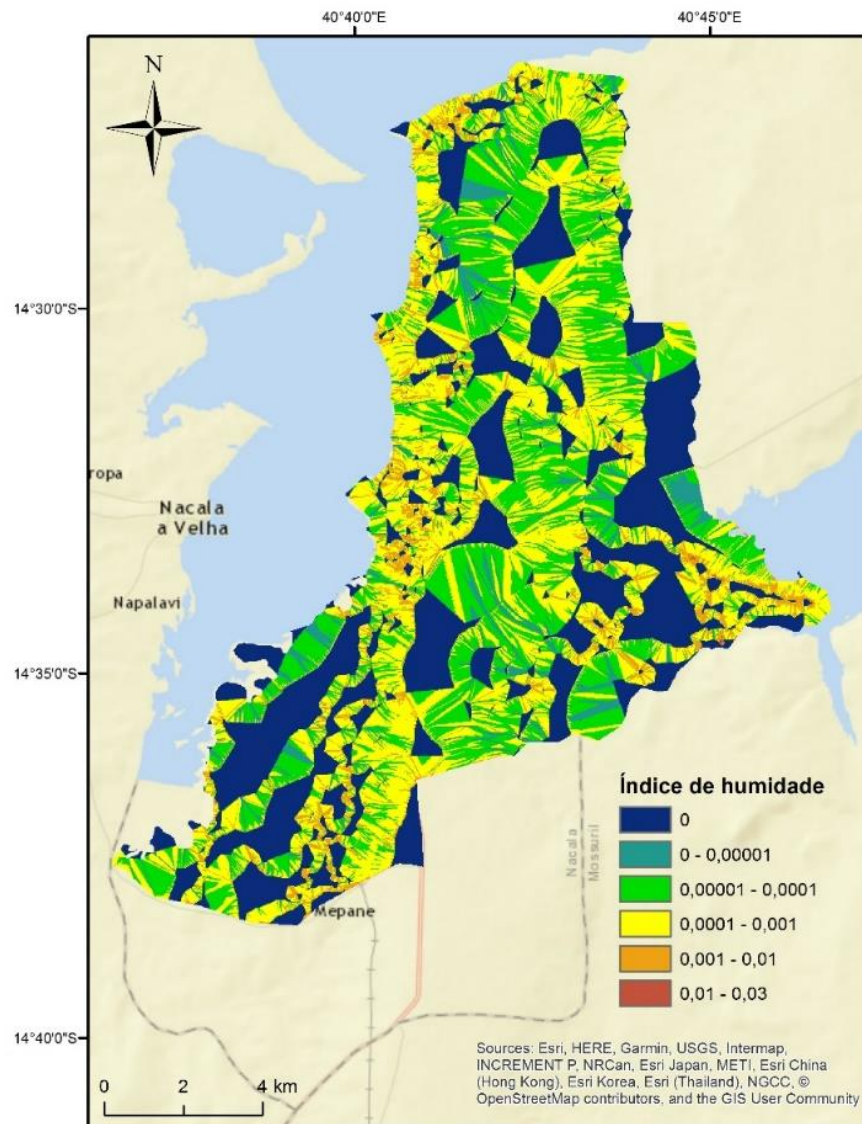 40°40'0"E
40°45'0"E
N
14°30'0"S
ropa
Nacala
a Velha
Napalavi
14°35'0"S
Índice de humidade
0
0 - 0,00001
0,00001 - 0,0001
0,0001 - 0,001
0,001 - 0,01
0,01 - 0,03
Nacala
Mossuril
Mepane
14°40'0"S
Sources: Esri, HERE, Garmin, USGS, Intermap,
INCREMENT P, NRCan, Esri Japan, METI, Esri China
(Hong Kong), Esri Korea, Esri (Thailand), NGCC, ©
OpenStreetMap contributors, and the GIS User Community
0 2 4 km